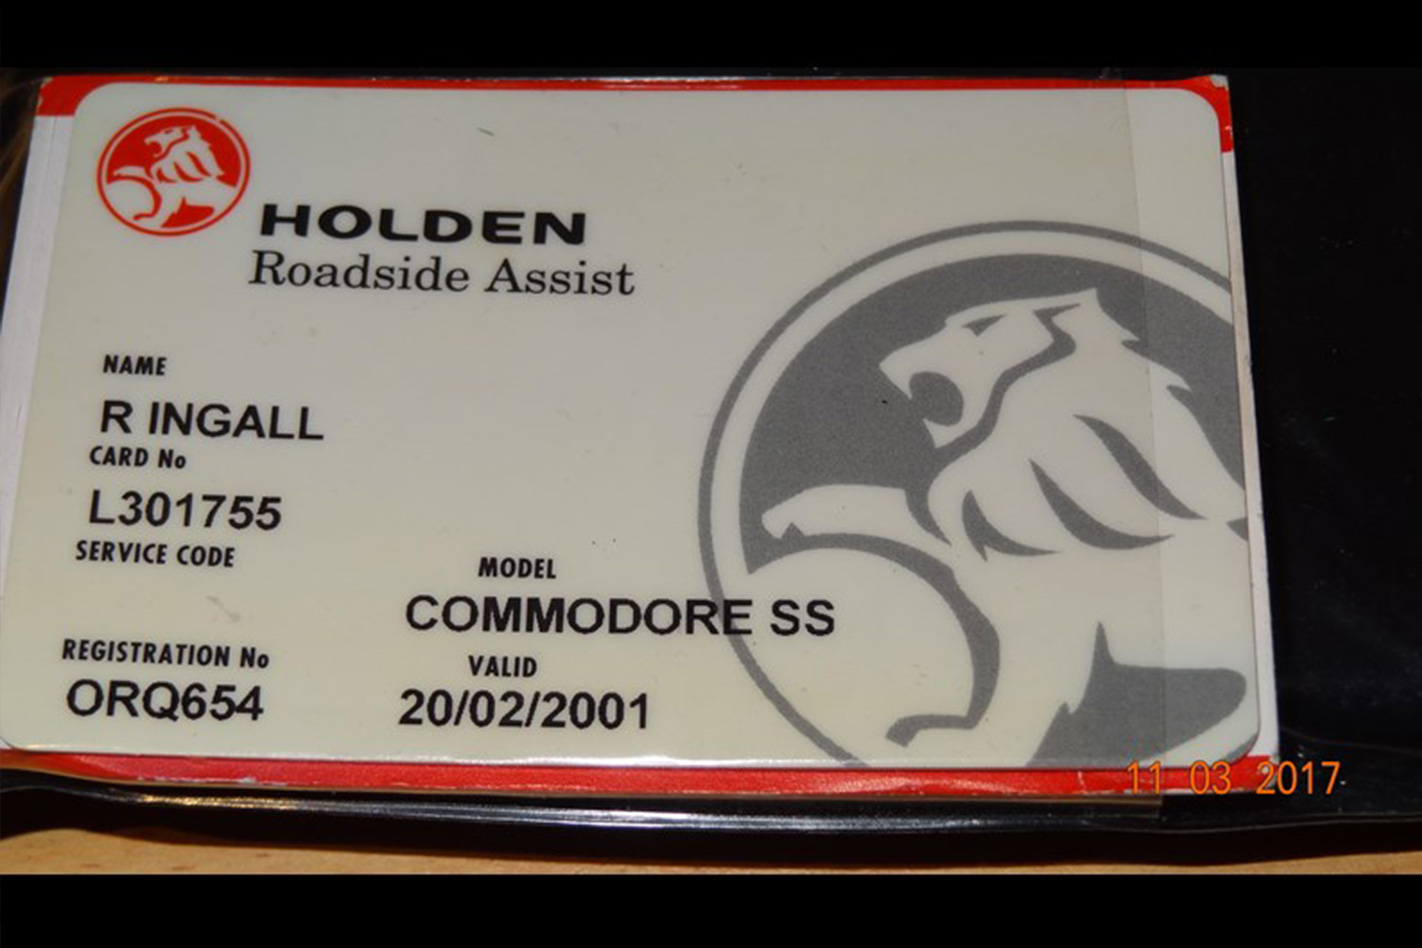 HOLDEN
Roadside Assist
NAME
R INGALL
CARD No
L301755
SERVICE CODE
MODEL
COMMODORE SS
REGISTRATION No
ORQ654
VALID
20/02/2001
11 03 2017